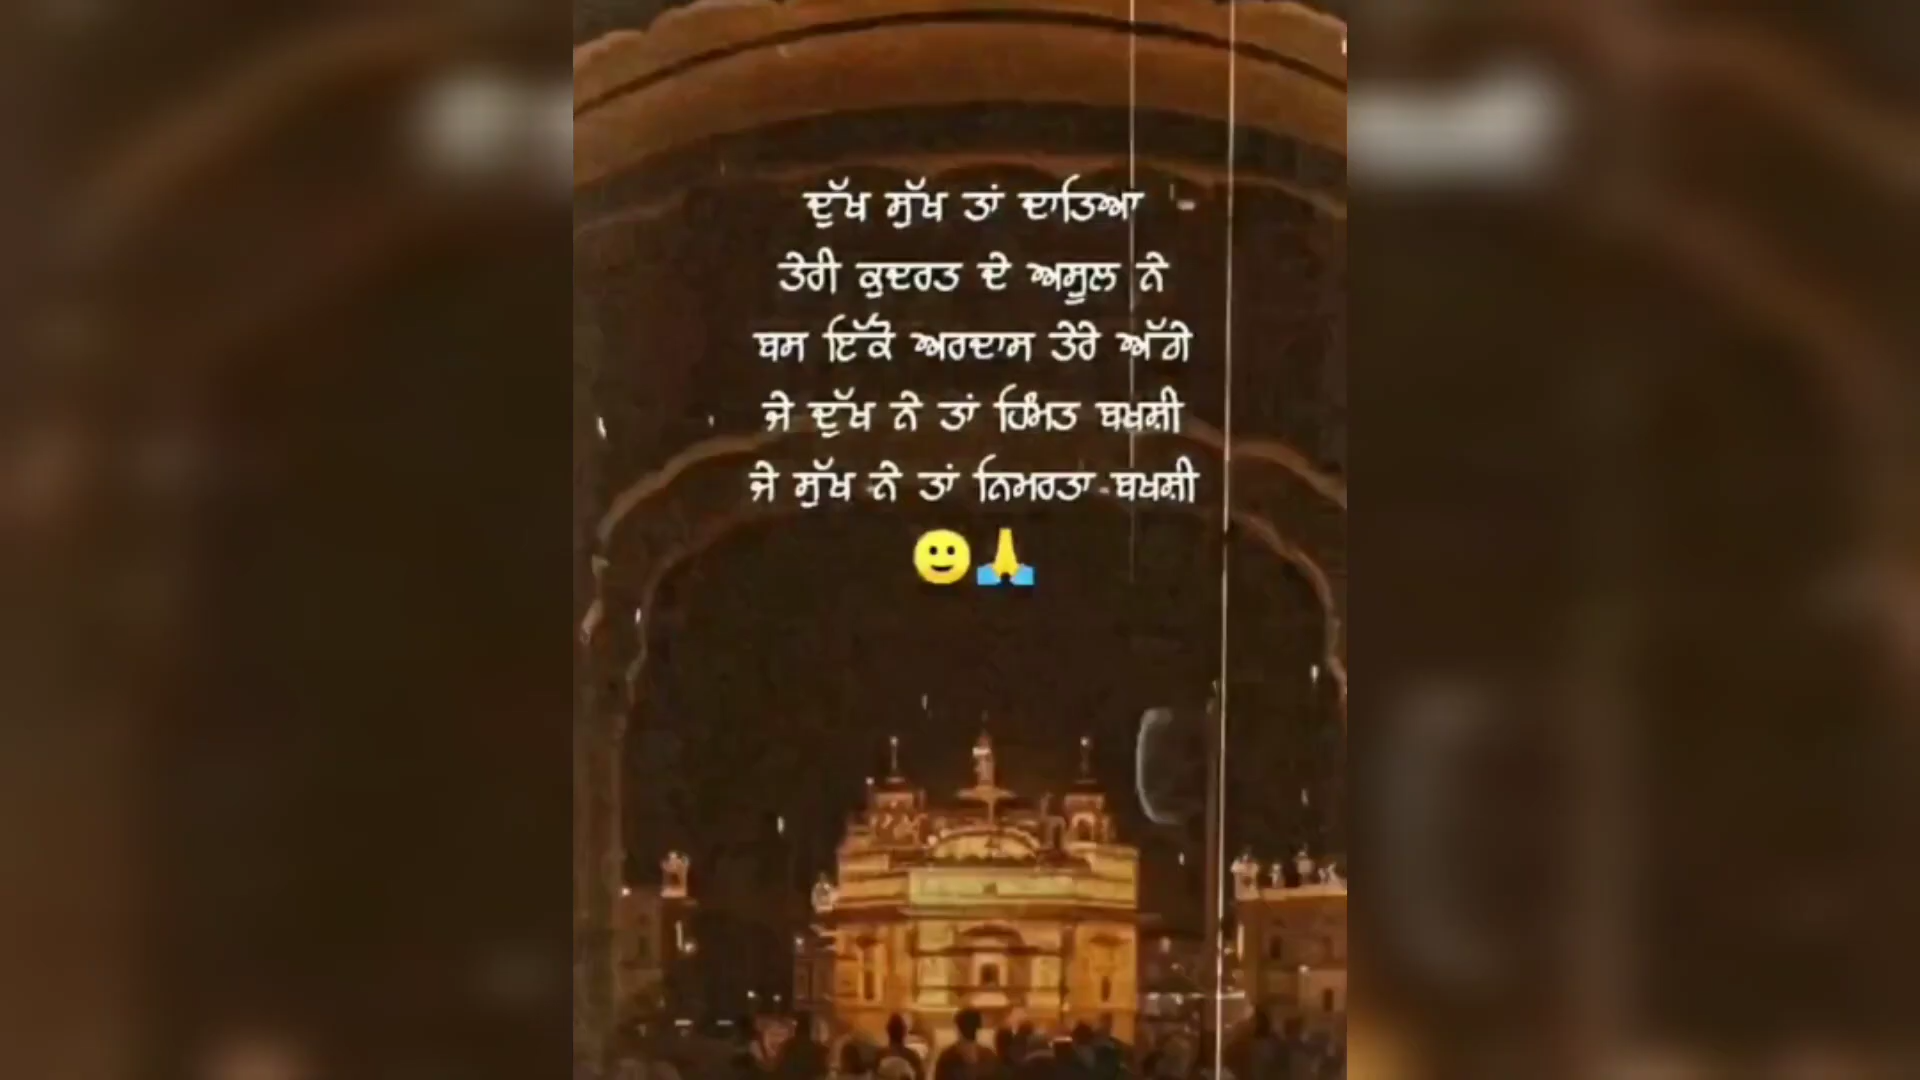 ਦੁੱਖ ਸੁੱਖ ਤਾਂ ਦਾਤਿਆ
ਤੇਰੀ ਕੁਦਰਤ ਦੇ ਅਸੂਲ ਨੇ
ਬਸ ਇੱਕੋ ਅਰਦਾਸ ਤੇਰੇ ਅੱਗੇ
ਜੇ ਦੁੱਖ ਨੇ ਤਾਂ ਹਿੰਮਤ ਬਖਸ਼ੀ
ਜੇ ਸੁੱਖ ਨੇ ਤਾਂ ਨਿਮਰਤਾ ਬਖਸ਼ੀ
🙂🙏